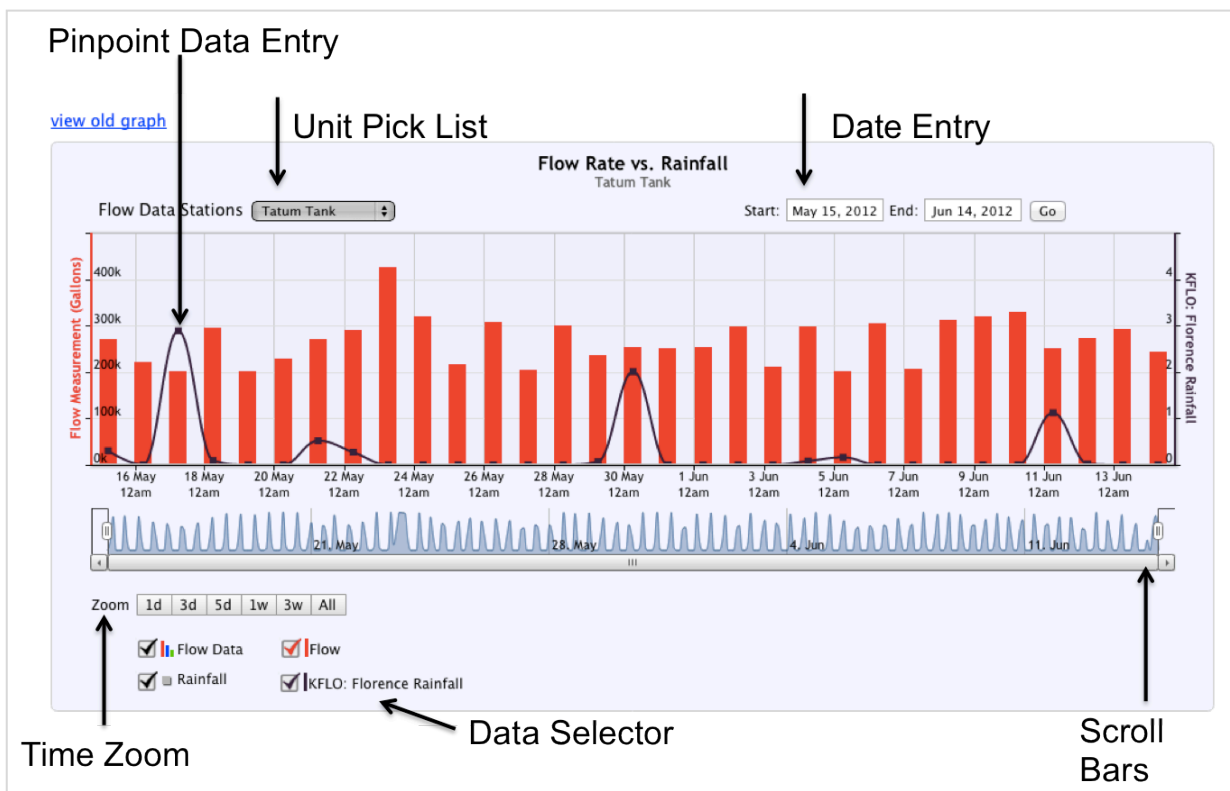 Pinpoint Data Entry
view old graph
Unit Pick List
Date Entry
Flow Rate vs. Rainfall
Tatum Tank
Flow Data Stations Tatum Tank
Start: May 15, 2012 End: Jun 14, 2012 Go
Flow Measurement (Gallons)
400k
300k
200k
100k
0k
4
3
2
1
0
KFLO: Florence Rainfall
16 May 18 May 20 May 22 May 24 May 26 May 28 May 30 May 1 Jun 3 Jun 5 Jun 7 Jun 9 Jun 11 Jun 13 Jun
12am 12am 12am 12am 12am 12am 12am 12am 12am 12am 12am 12am 12am 12am 12am
21. May 28. May 4. Jun 11. Jun
Zoom 1d 3d 5d 1w 3w All
Flow Data Flow
Rainfall KFLO: Florence Rainfall
Time Zoom
Data Selector
Scroll
Bars